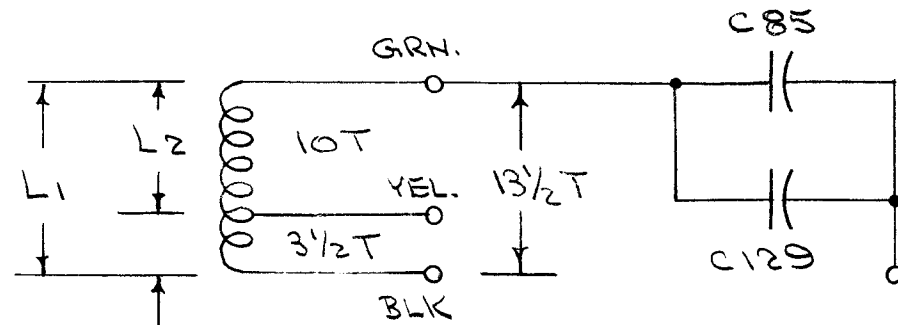 C85
GRN.
L2
10T
L1
YEL.
13½T
3½T
C129
BLK